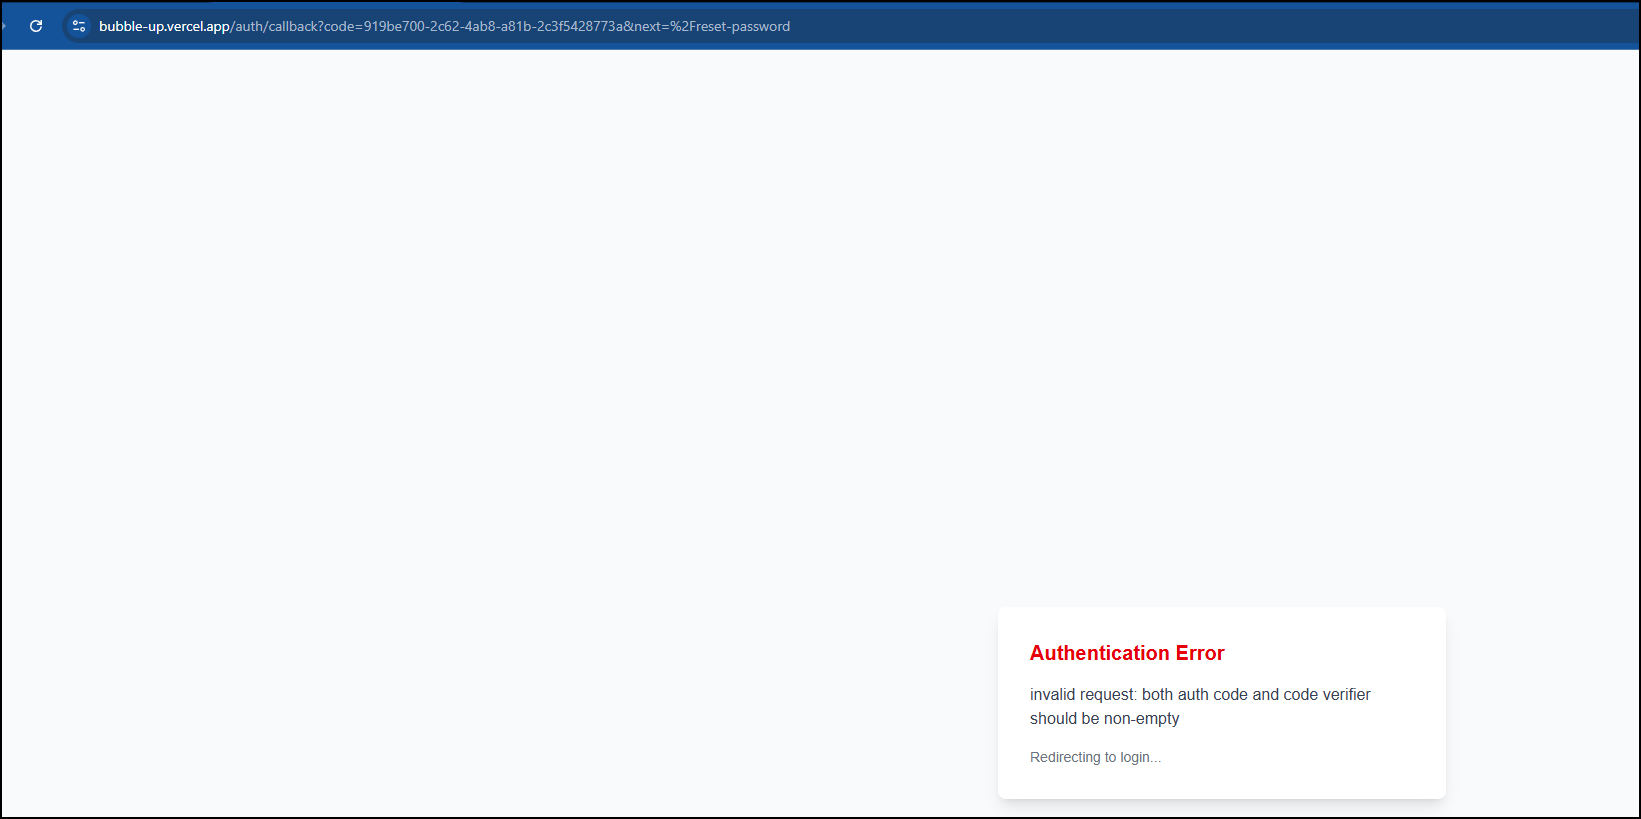 bubble-up.vercel.app/auth/callback?code=919be700-2c62-4ab8-a81b-2c3f5428773a&next=%2Freset-password
Authentication Error
invalid request: both auth code and code verifier
should be non-empty
Redirecting to login...